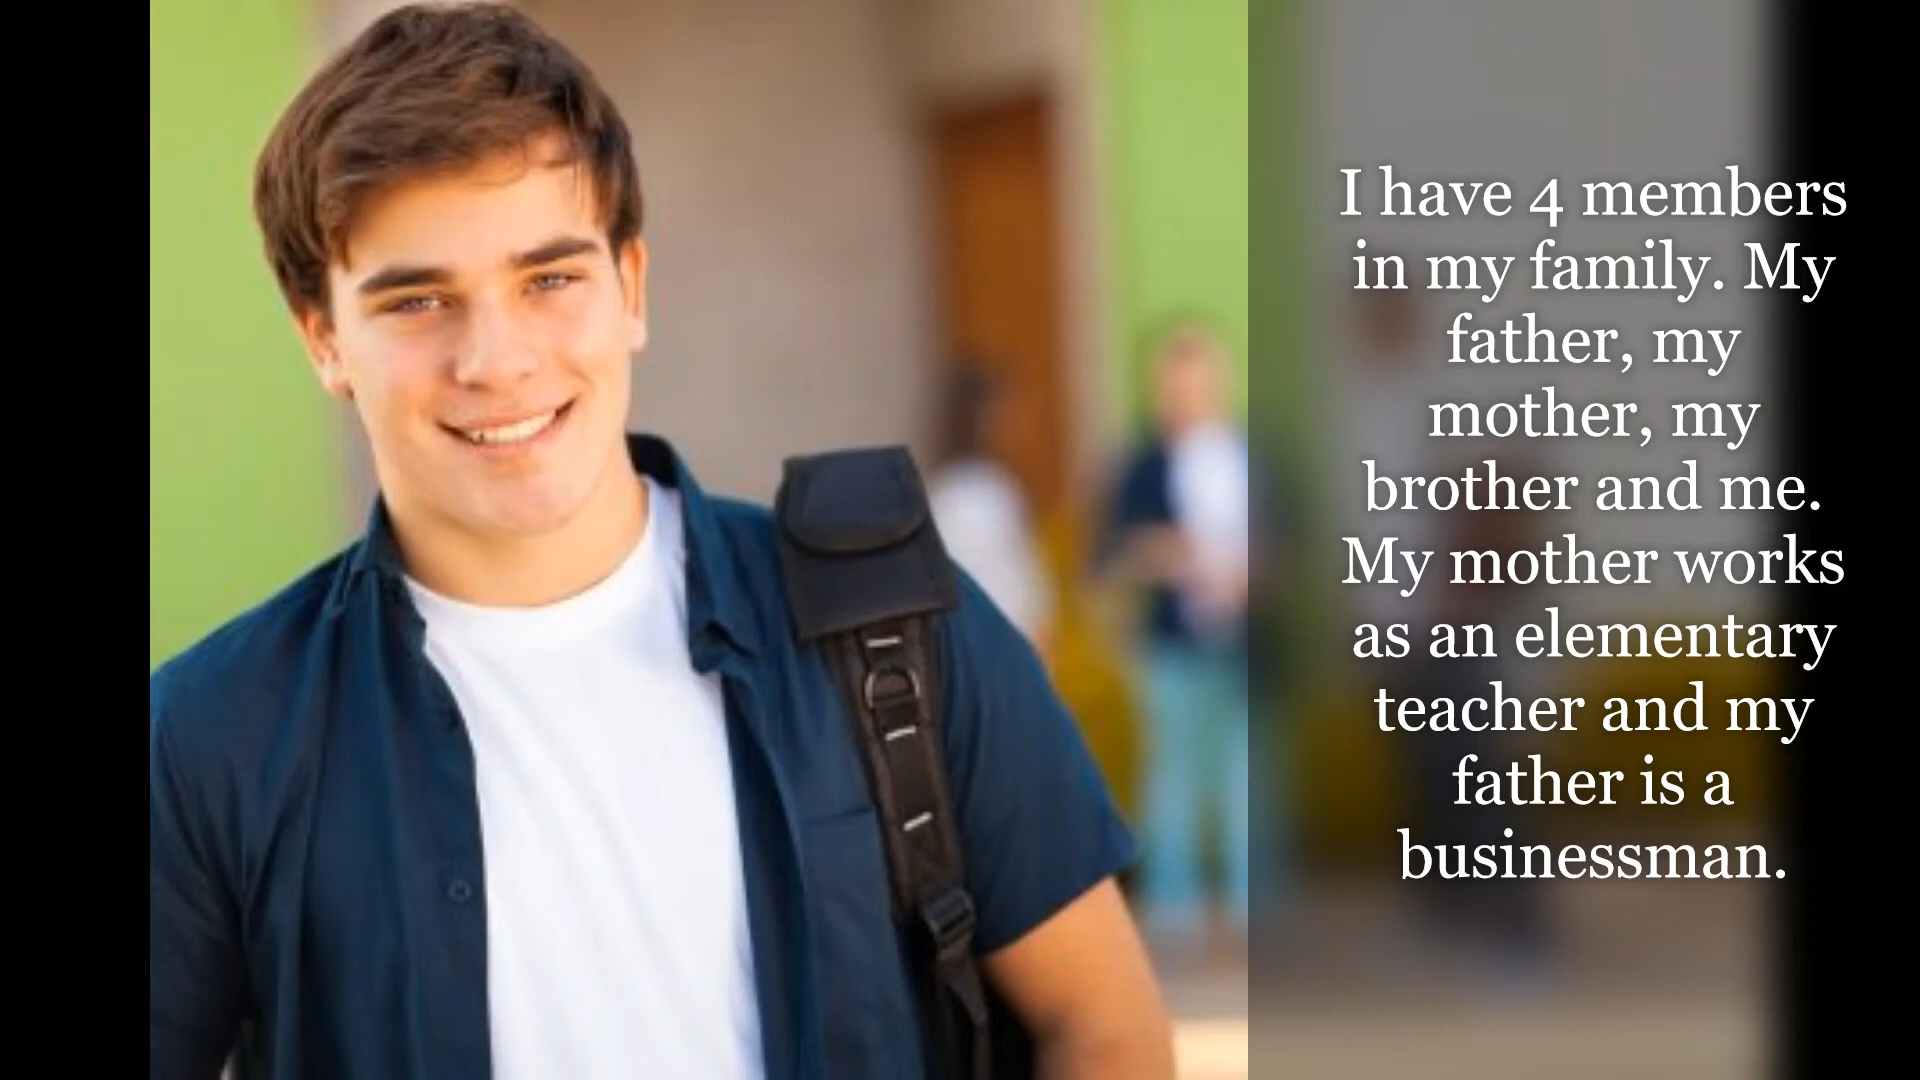 I have 4 members
in my family. My
father, my
mother, my
brother and me.
My mother works
as an elementary
teacher and my
father is a
businessman.